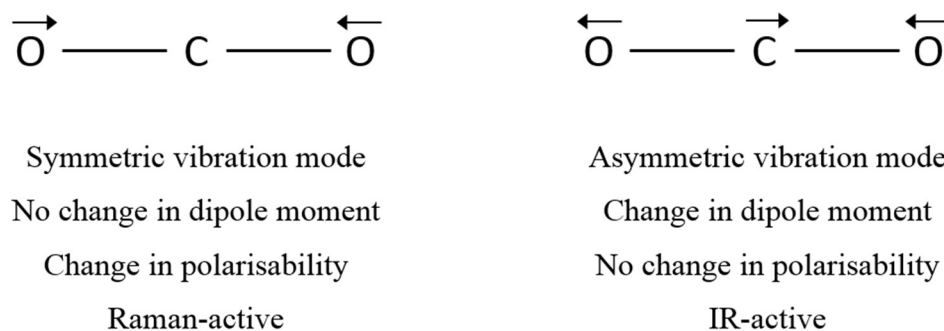 O C O
Symmetric vibration mode
No change in dipole moment
Change in polarisability
Raman-active
O C O
Asymmetric vibration mode
Change in dipole moment
No change in polarisability
IR-active